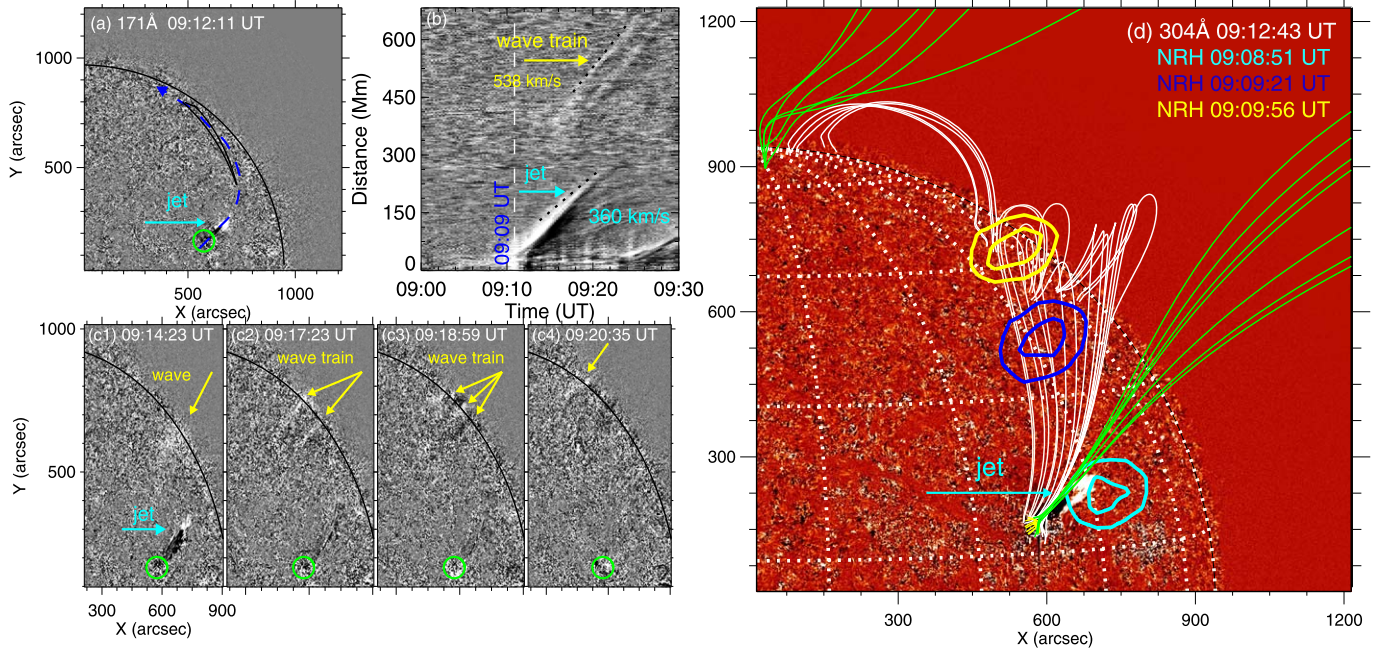 (a) 171Å 09:12:11 UT
1000
500
Y (arcsec)
jet
500
1000
X (arcsec)
(b)
600
450
300
150
0
Distance (Mm)
wave train
538 km/s
jet
360 km/s
09:09 UT
09:00
09:10
09:20
09:30
Time (UT)
(c1) 09:14:23 UT
wave
jet
1000
500
Y (arcsec)
300
600
900
X (arcsec)
(c2) 09:17:23 UT
wave train
(c3) 09:18:59 UT
wave train
(c4) 09:20:35 UT
(d) 304Å 09:12:43 UT
NRH 09:08:51 UT
NRH 09:09:21 UT
NRH 09:09:56 UT
1200
900
600
300
jet
300
600
900
1200
X (arcsec)